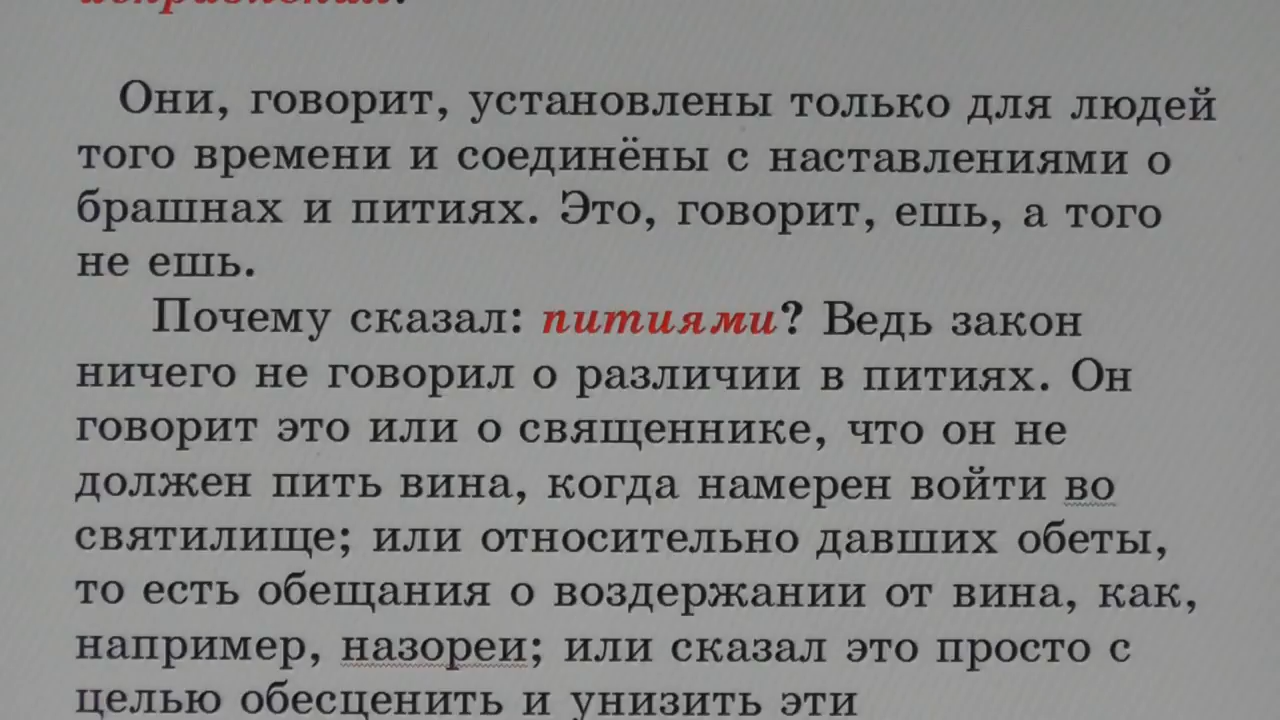 Они, говорит, установлены только для людей
того времени и соединёны с наставлениями о
брашнах и питиях. Это, говорит, ешь, а того
не ешь.
Почему сказал: питиями? Ведь закон
ничего не говорил о различии в питиях. Он
говорит это или о священнике, что он не
должен пить вина, когда намерен войти во
святилище; или относительно давших обеты,
то есть обещания о воздержании от вина, как,
например, назореи; или сказал это просто с
целью обесценить и унизить эти